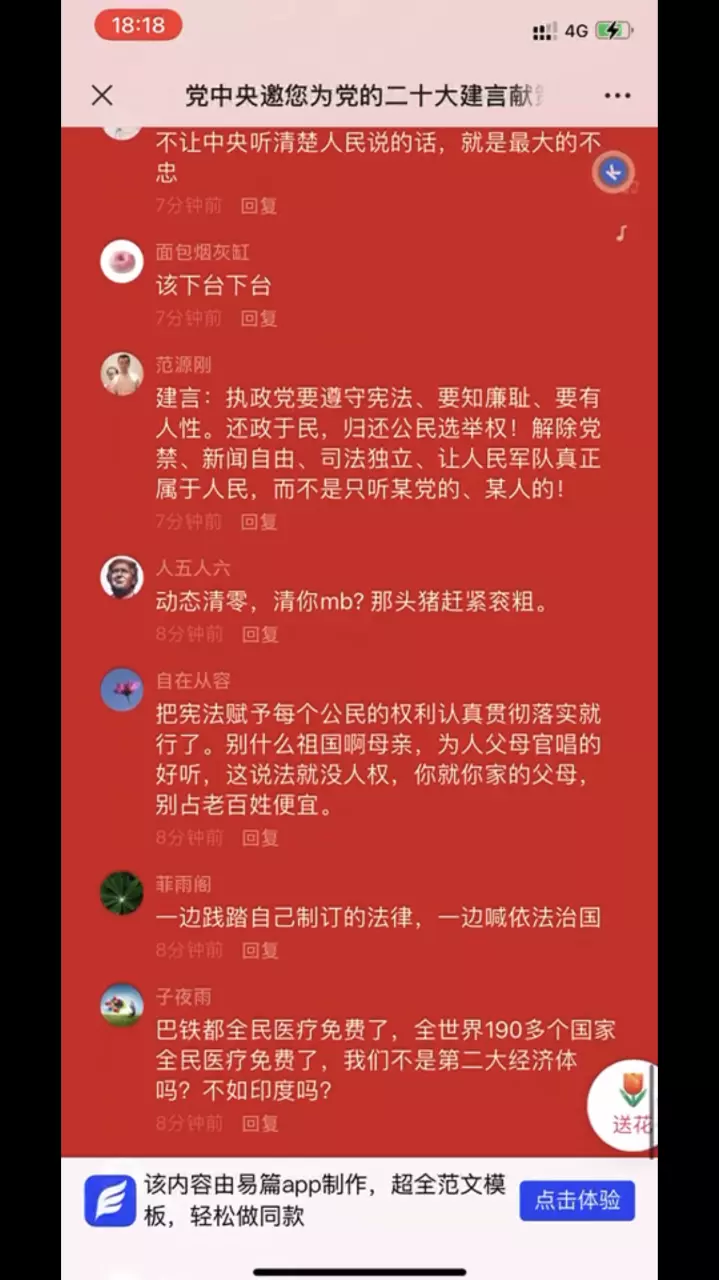 18:18
4G
党中央邀您为党的二十大建言献
不让中央听清楚人民说的话，就是最大的不
忠
7分钟前 回复
面包烟灰缸
该下台下台
7分钟前 回复
范源刚
建言：执政党要遵守宪法、要知廉耻、要有
人性。还政于民，归还公民选举权！解除党
禁、新闻自由、司法独立、让人民军队真正
属于人民，而不是只听某党的、某人的！
7分钟前 回复
人五人六
动态清零，清你mb? 那头猪赶紧衮粗。
8分钟前 回复
自在从容
把宪法赋予每个公民的权利认真贯彻落实就
行了。别什么祖国啊母亲，为人父母官唱的
好听，这说法就没人权，你就你家的父母，
别占老百姓便宜。
8分钟前 回复
菲雨阁
一边践踏自己制订的法律，一边喊依法治国
8分钟前 回复
子夜雨
巴铁都全民医疗免费了，全世界190多个国家
全民医疗免费了，我们不是第二大经济体
吗？不如印度吗？
8分钟前 回复
送花
该内容由易篇app制作，超全范文模
板，轻松做同款
点击体验